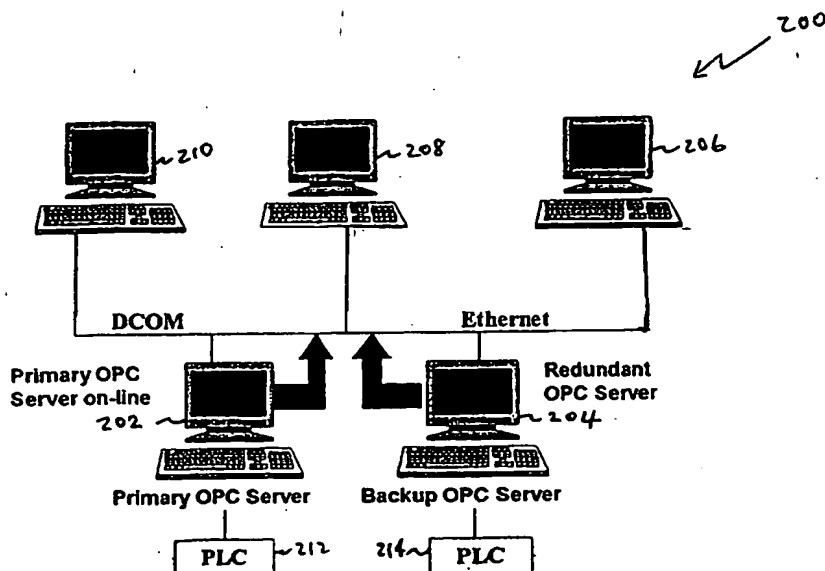 200
210
208
206
DCOM
Ethernet
Primary OPC
Server on-line
202
Redundant
OPC Server
204
Primary OPC Server
Backup OPC Server
PLC
212
214
PLC